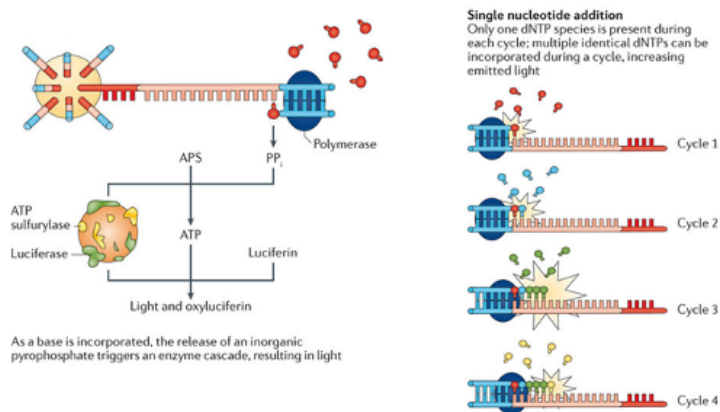 Single nucleotide addition
Only one dNTP species is present during
each cycle; multiple identical dNTPs can be
incorporated during a cycle, increasing
emitted light
Polymerase
APS
PPi
ATP
sulfurylase
Luciferase
ATP
Luciferin
Light and oxyluciferin
As a base is incorporated, the release of an inorganic
pyrophosphate triggers an enzyme cascade, resulting in light
Cycle 1
Cycle 2
Cycle 3
Cycle 4